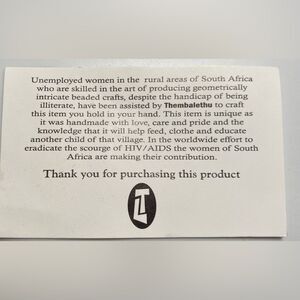 Unemployed women in the rural areas of South Africa
who are skilled in the art of producing geometrically
intricate beaded crafts, despite the handicap of being
illiterate, have been assisted by Thembalethu to craft
this item you hold in your hand. This item is unique as
it was handmade with love, care and pride and the
knowledge that it will help feed, clothe and educate
another child of that village. In the worldwide effort to
eradicate the scourge of HIV/AIDS the women of South
Africa are making their contribution.
Thank you for purchasing this product